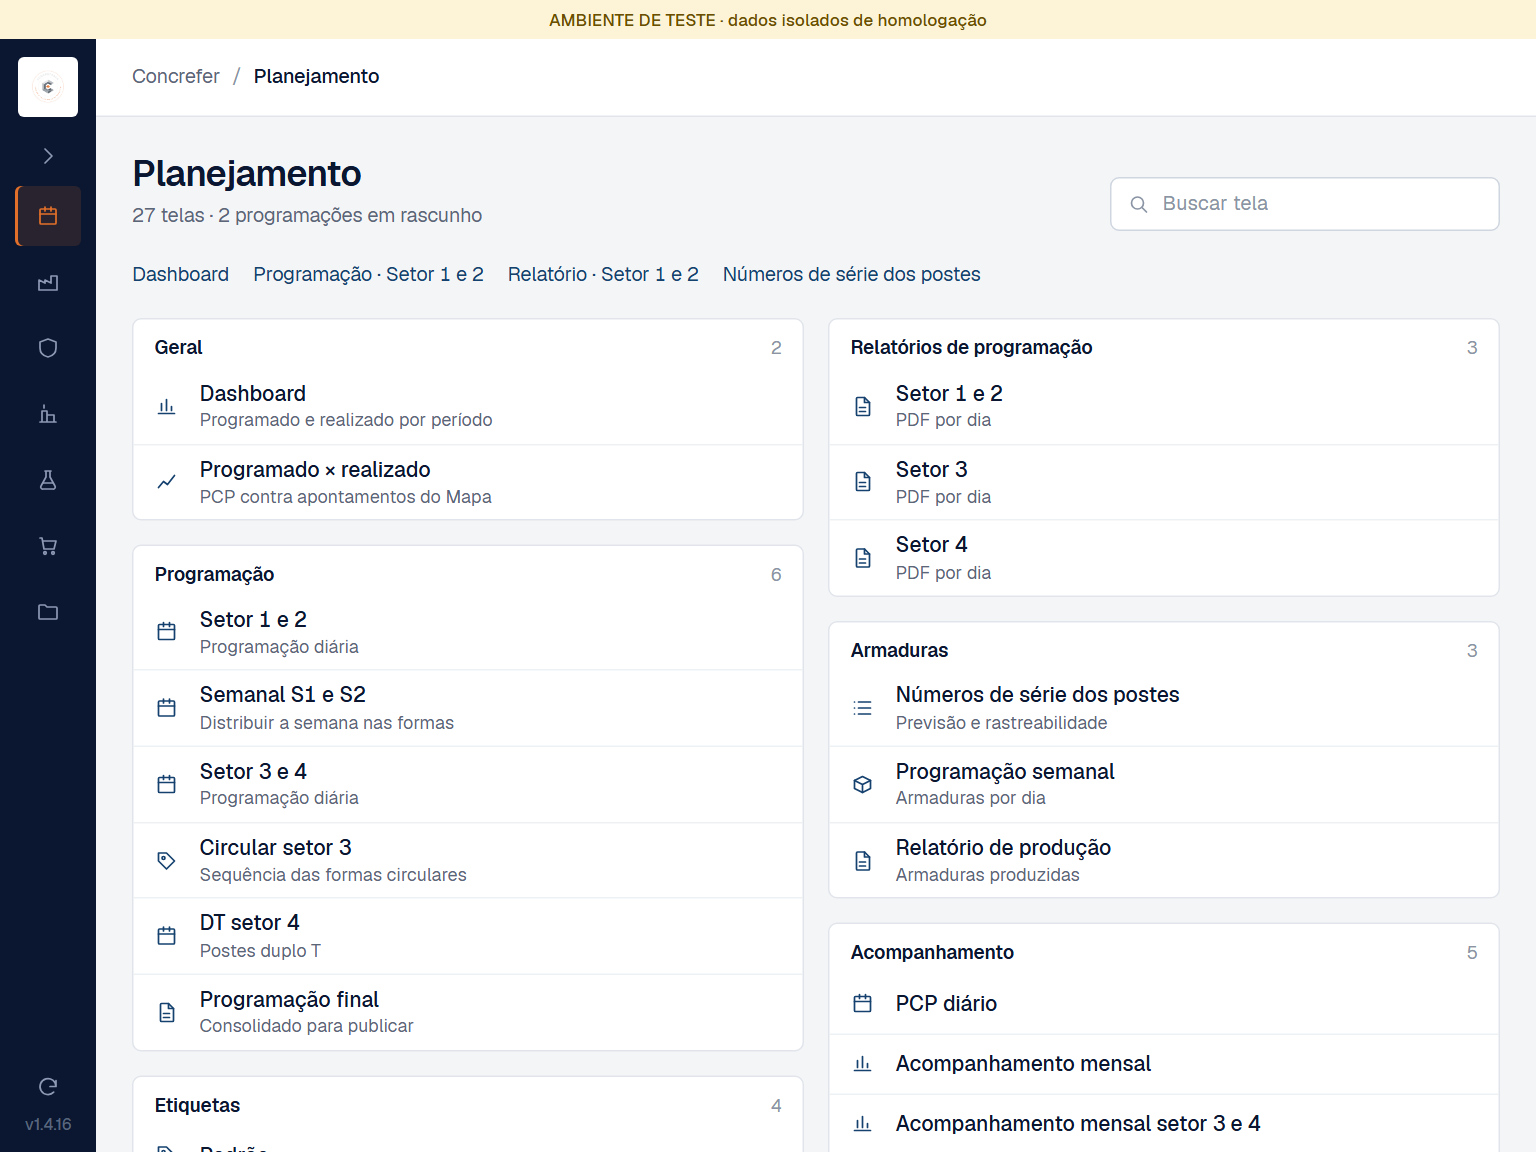 AMBIENTE DE TESTE · dados isolados de homologação
Concrefer / Planejamento
Planejamento
27 telas · 2 programações em rascunho
Buscar tela
Dashboard
Programação · Setor 1 e 2
Relatório · Setor 1 e 2
Números de série dos postes
Geral
2
Dashboard
Programado e realizado por período
Programado × realizado
PCP contra apontamentos do Mapa
Programação
6
Setor 1 e 2
Programação diária
Semanal S1 e S2
Distribuir a semana nas formas
Setor 3 e 4
Programação diária
Circular setor 3
Sequência das formas circulares
DT setor 4
Postes duplo T
Programação final
Consolidado para publicar
Etiquetas
4
Padrão
Relatórios de programação
3
Setor 1 e 2
PDF por dia
Setor 3
PDF por dia
Setor 4
PDF por dia
Armaduras
3
Números de série dos postes
Previsão e rastreabilidade
Programação semanal
Armaduras por dia
Relatório de produção
Armaduras produzidas
Acompanhamento
5
PCP diário
Acompanhamento mensal
Acompanhamento mensal setor 3 e 4
v1.4.16